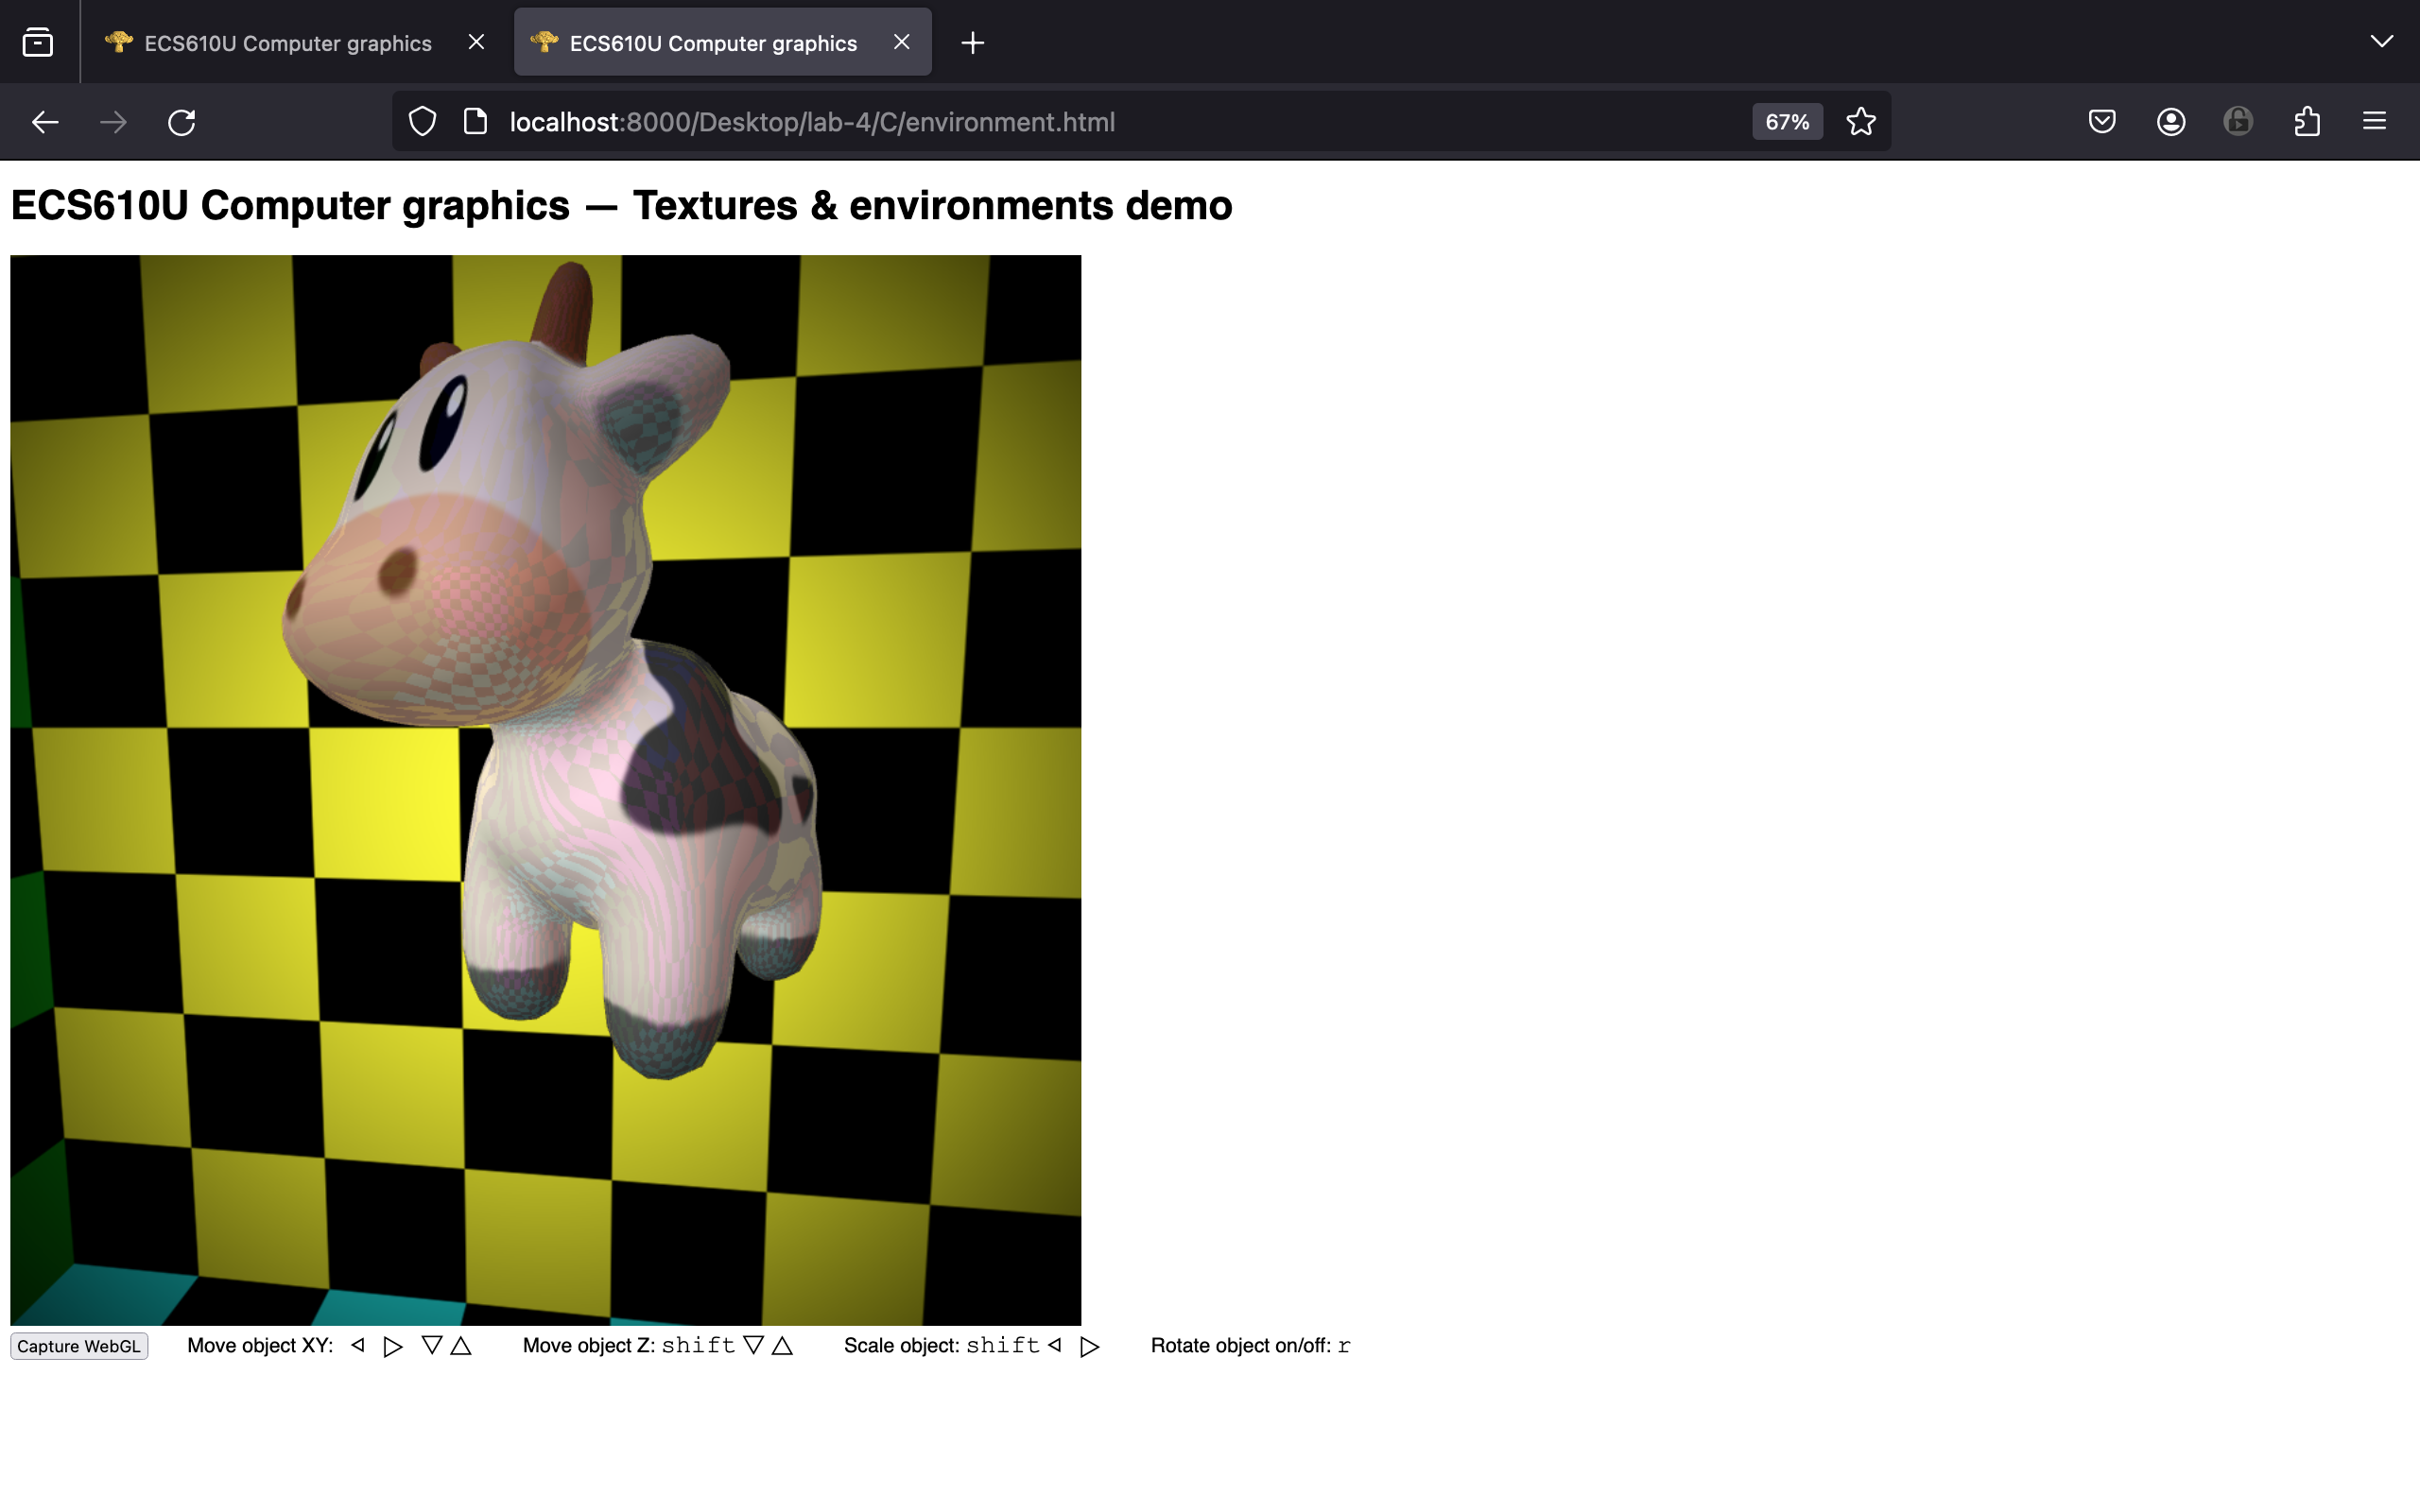 ECS610U Computer graphics
ECS610U Computer graphics
localhost:8000/Desktop/lab-4/C/environment.html
67%
ECS610U Computer graphics — Textures & environments demo
Capture WebGL Move object XY: ◁ ▷ ▽ △ Move object Z: shift ▽ △ Scale object: shift ◁ ▷ Rotate object on/off: r